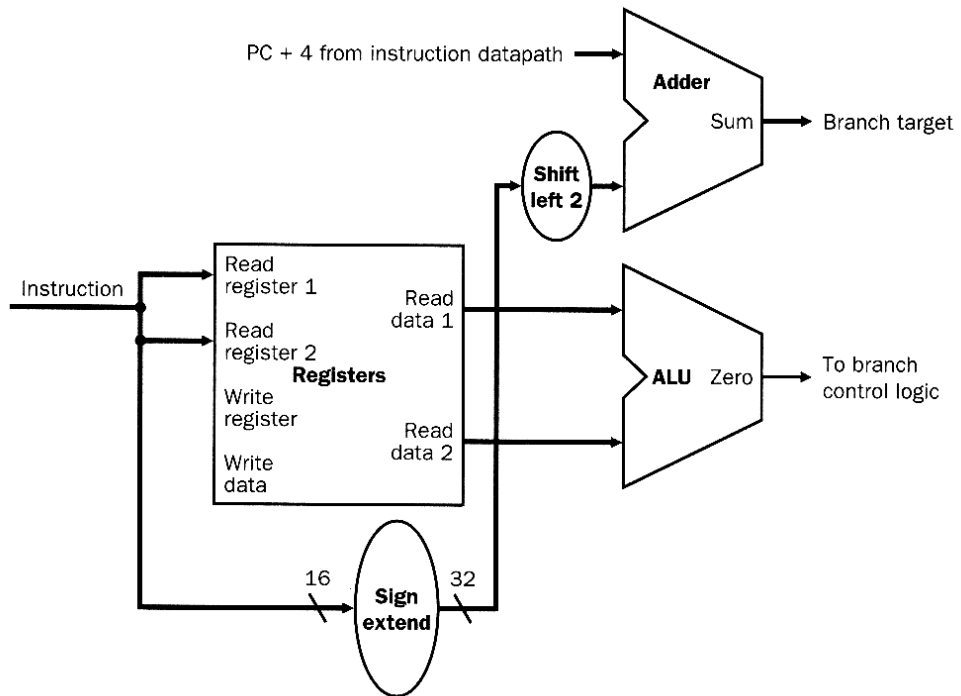 PC + 4 from instruction datapath
Adder
Sum
Branch target
Shift
left 2
Instruction
Read
register 1
Read
data 1
Read
register 2
Registers
Write
register
Read
data 2
Write
data
ALU
Zero
To branch
control logic
16
Sign
extend
32